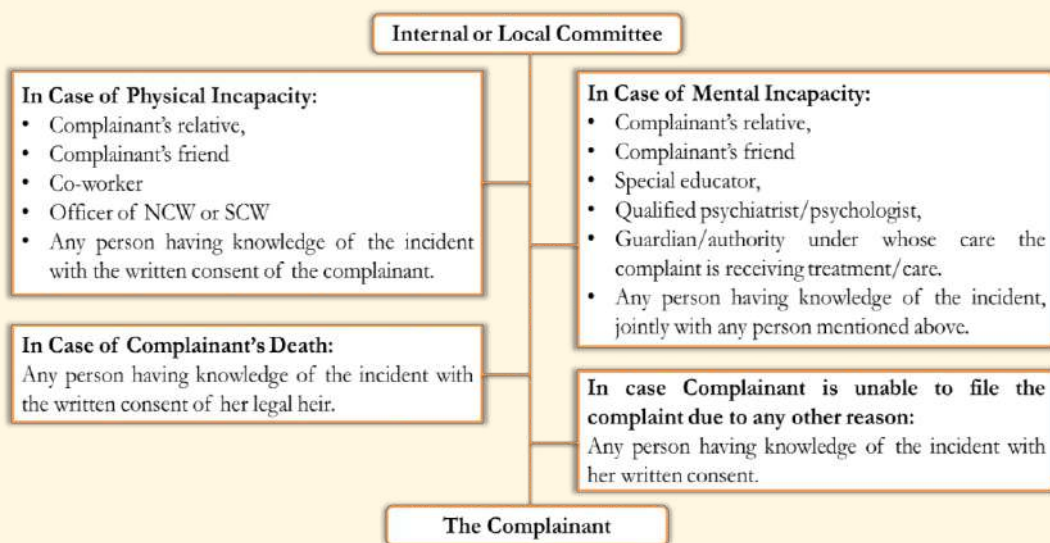 Internal or Local Committee
In Case of Physical Incapacity:
• Complainant's relative,
• Complainant's friend
• Co-worker
• Officer of NCW or SCW
• Any person having knowledge of the incident
with the written consent of the complainant.
In Case of Mental Incapacity:
• Complainant's relative,
• Complainant's friend
• Special educator,
• Qualified psychiatrist/psychologist,
• Guardian/authority under whose care the
complaint is receiving treatment/care.
• Any person having knowledge of the incident,
jointly with any person mentioned above.
In Case of Complainant's Death:
Any person having knowledge of the incident with
the written consent of her legal heir.
In case Complainant is unable to file the
complaint due to any other reason:
Any person having knowledge of the incident with
her written consent.
The Complainant